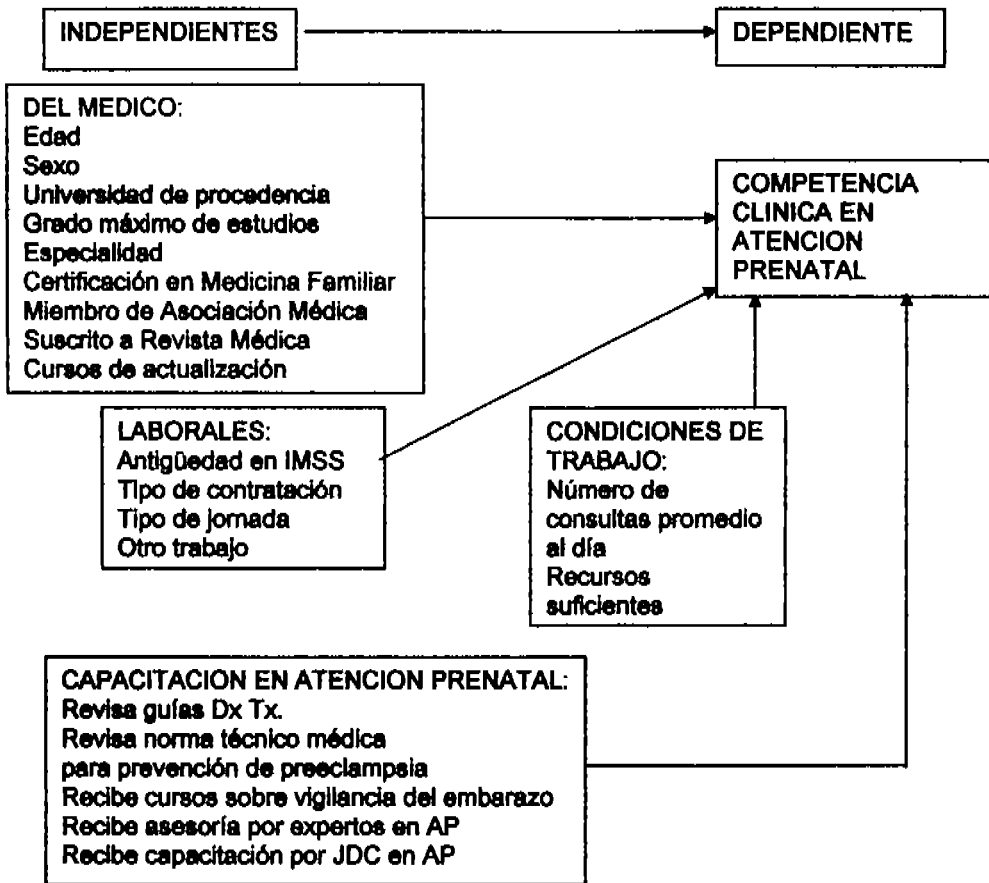 INDEPENDIENTES
DEPENDIENTE
DEL MEDICO:
Edad
Sexo
Universidad de procedencia
Grado máximo de estudios
Especialidad
Certificación en Medicina Familiar
Miembro de Asociación Médica
Suscrito a Revista Médica
Cursos de actualización
COMPETENCIA
CLINICA EN
ATENCION
PRENATAL
LABORALES:
Antigüedad en IMSS
Tipo de contratación
Tipo de jornada
Otro trabajo
CONDICIONES DE
TRABAJO:
Número de
consultas promedio
al día
Recursos
suficientes
CAPACITACION EN ATENCION PRENATAL:
Revisa guías Dx Tx.
Revisa norma técnico médica
para prevención de preeclampsia
Recibe cursos sobre vigilancia del embarazo
Recibe asesoría por expertos en AP
Recibe capacitación por JDC en AP